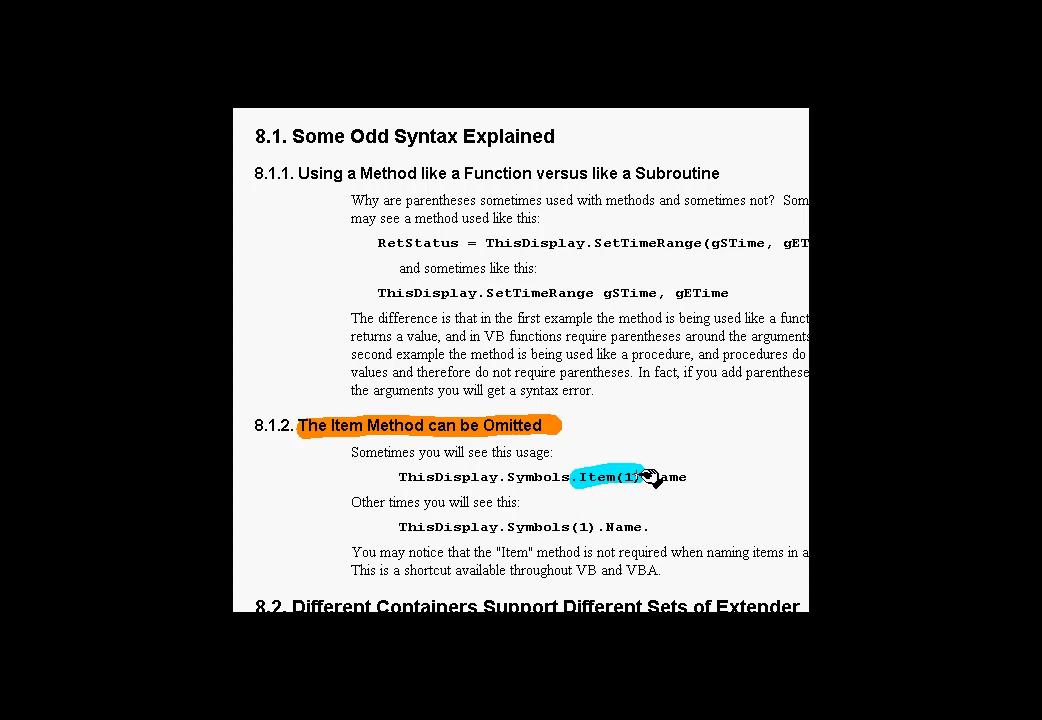 8.1. Some Odd Syntax Explained
8.1.1. Using a Method like a Function versus like a Subroutine
Why are parentheses sometimes used with methods and sometimes not? Som
may see a method used like this:
RetStatus = ThisDisplay.SetTimeRange(gSTime, gET
and sometimes like this:
ThisDisplay.SetTimeRange gSTime, gETime
The difference is that in the first example the method is being used like a funct
returns a value, and in VB functions require parentheses around the arguments
second example the method is being used like a procedure, and procedures do
values and therefore do not require parentheses. In fact, if you add parenthese
the arguments you will get a syntax error.
8.1.2. The Item Method can be Omitted
Sometimes you will see this usage:
ThisDisplay.Symbols.Item(1) ame
Other times you will see this:
ThisDisplay.Symbols(1).Name.
You may notice that the "Item" method is not required when naming items in a
This is a shortcut available throughout VB and VBA.
8.2. Different Containers Support Different Sets of Extender